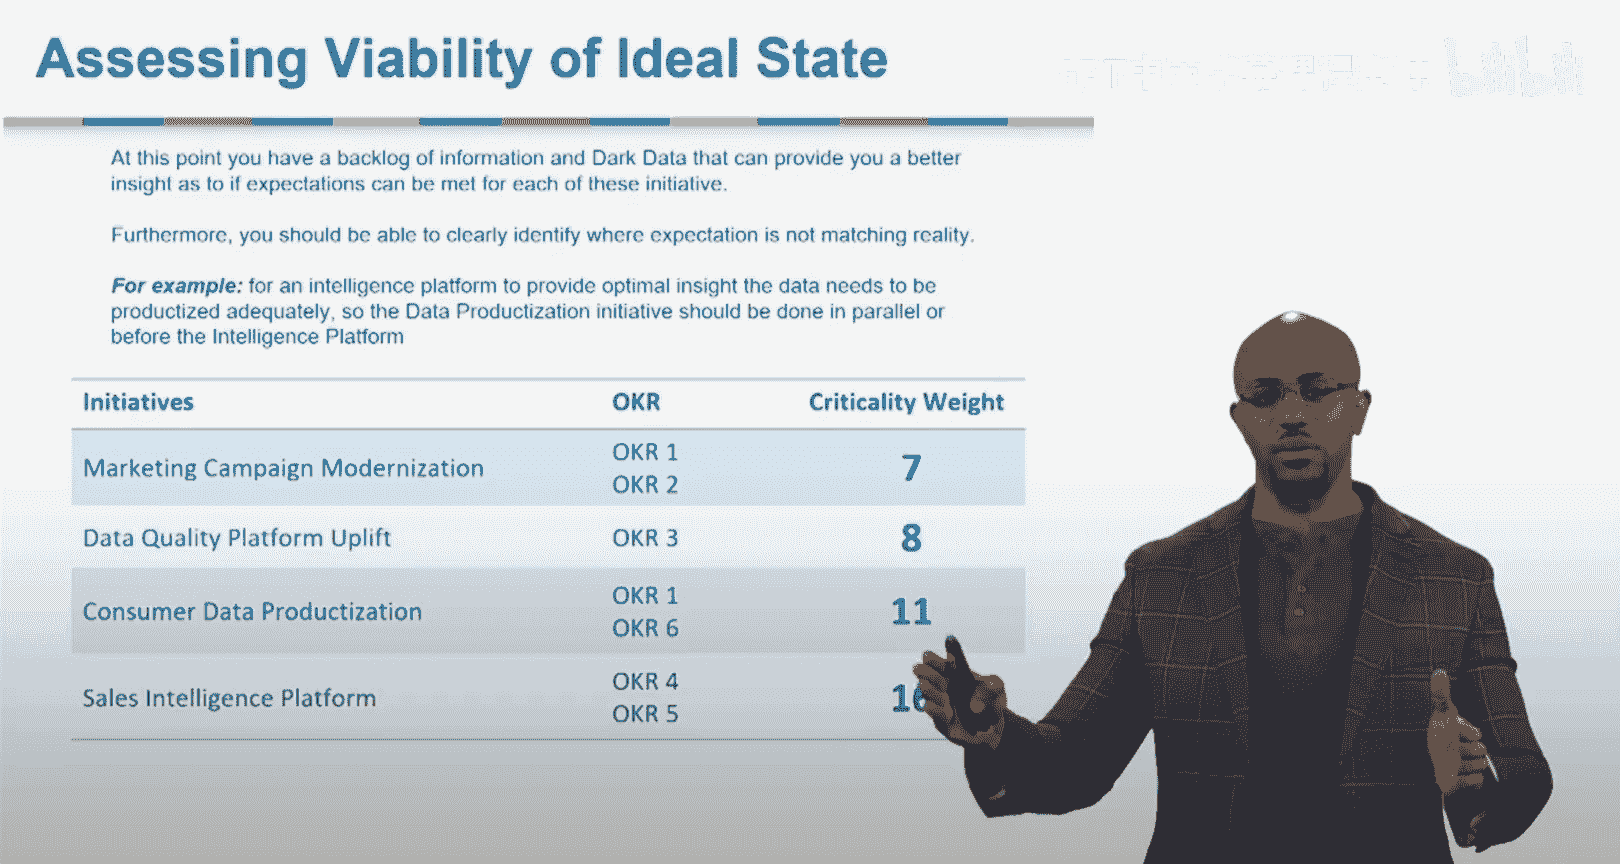 Assessing Viability of Ideal State
bilibili
At this point you have a backlog of information and Dark Data that can provide you a better
insight as to if expectations can be met for each of these initiative.
Furthermore, you should be able to clearly identify where expectation is not matching reality.
For example: for an intelligence platform to provide optimal insight the data needs to be
productized adequately, so the Data Productization initiative should be done in parallel or
before the Intelligence Platform
Initiatives OKR Criticality Weight
Marketing Campaign Modernization OKR 1 OKR 2 7
Data Quality Platform Uplift OKR 3 8
Consumer Data Productization OKR 1 OKR 6 11
Sales Intelligence Platform OKR 4 OKR 5